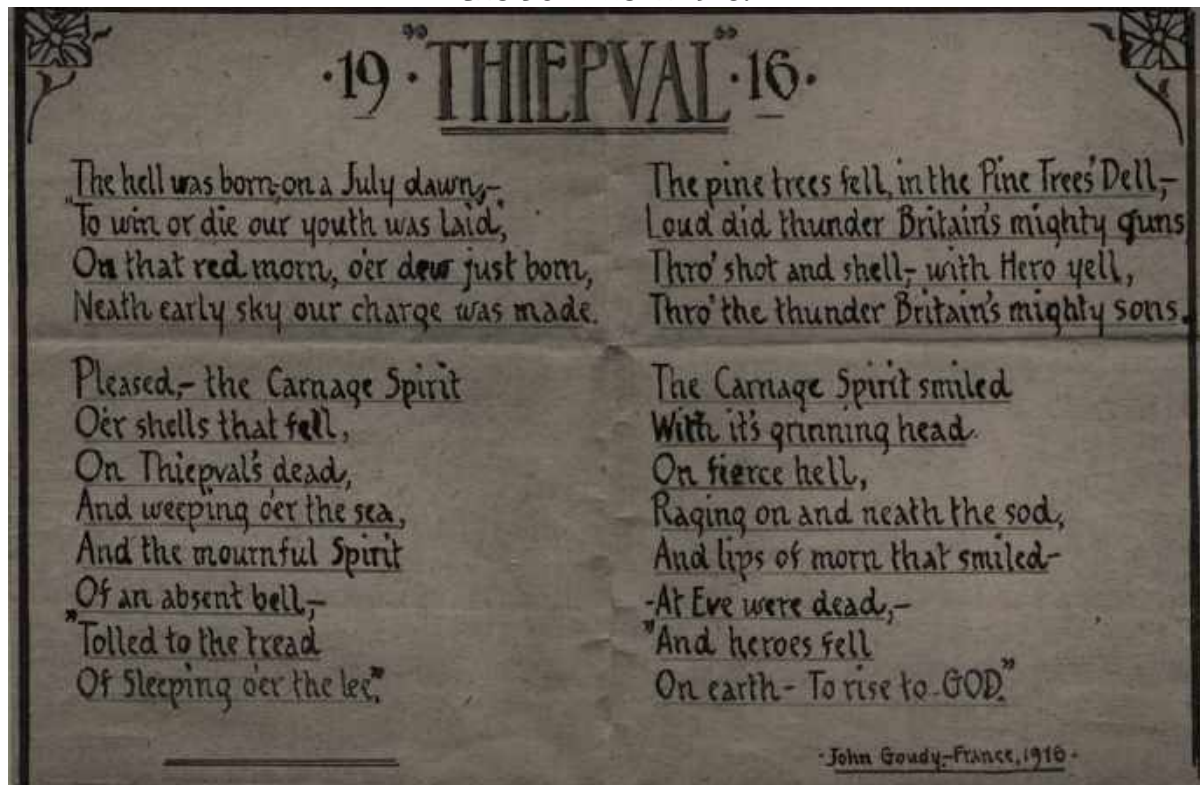 ·19· "THIEPVAL" ·16·
The hell was born,-on a July dawn,-
"To win or die our youth was laid,"
On that red morn, o'er dew just born,
Neath early sky our charge was made.
Pleased,- the Carnage Spirit
O'er shells that fell,
On Thiepval's dead,
And weeping o'er the sea,
And the mournful Spirit
Of an absent bell,-
"Tolled to the tread
Of Sleeping o'er the lee."
The pine trees fell, in the Pine Trees' Dell,-
Loud did thunder Britain's mighty guns
Thro' shot and shell,- with Hero yell,
Thro' the thunder Britain's mighty sons.
The Carnage Spirit smiled
With it's grinning head
On fierce hell,
Raging on and neath the sod,
And lips of morn that smiled-
-At Eve were dead,-
"And heroes fell
On earth - To rise to - GOD."
·John Goudy,-France, 1916·